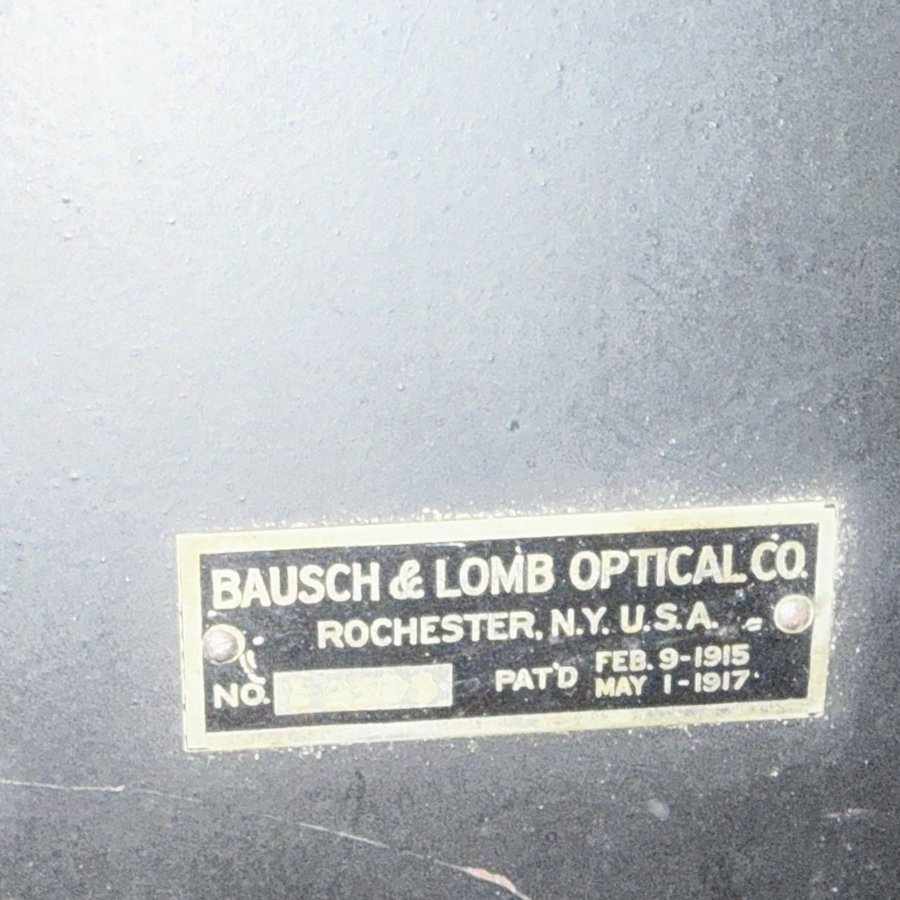 BAUSCH & LOMB OPTICAL CO.
ROCHESTER, N.Y. U.S.A.
NO.
PAT'D FEB. 9-1915
MAY 1-1917